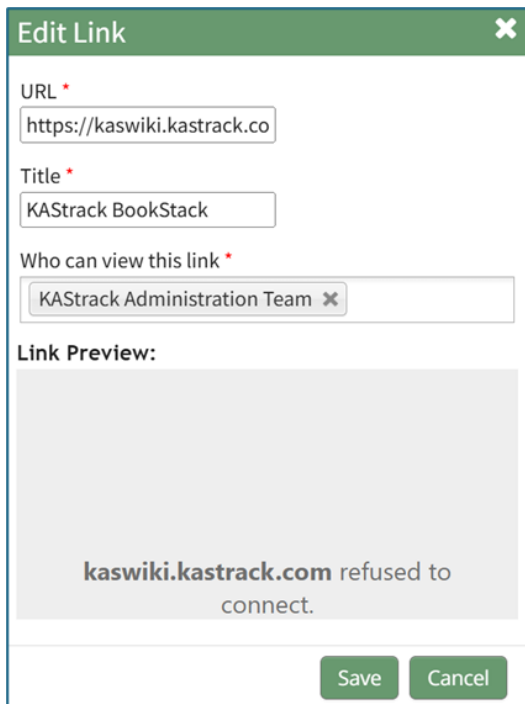 Edit Link
URL *
https://kaswiki.kastrack.co
Title *
KAStrack BookStack
Who can view this link *
KAStrack Administration Team
Link Preview:
kaswiki.kastrack.com refused to
connect.
Save Cancel